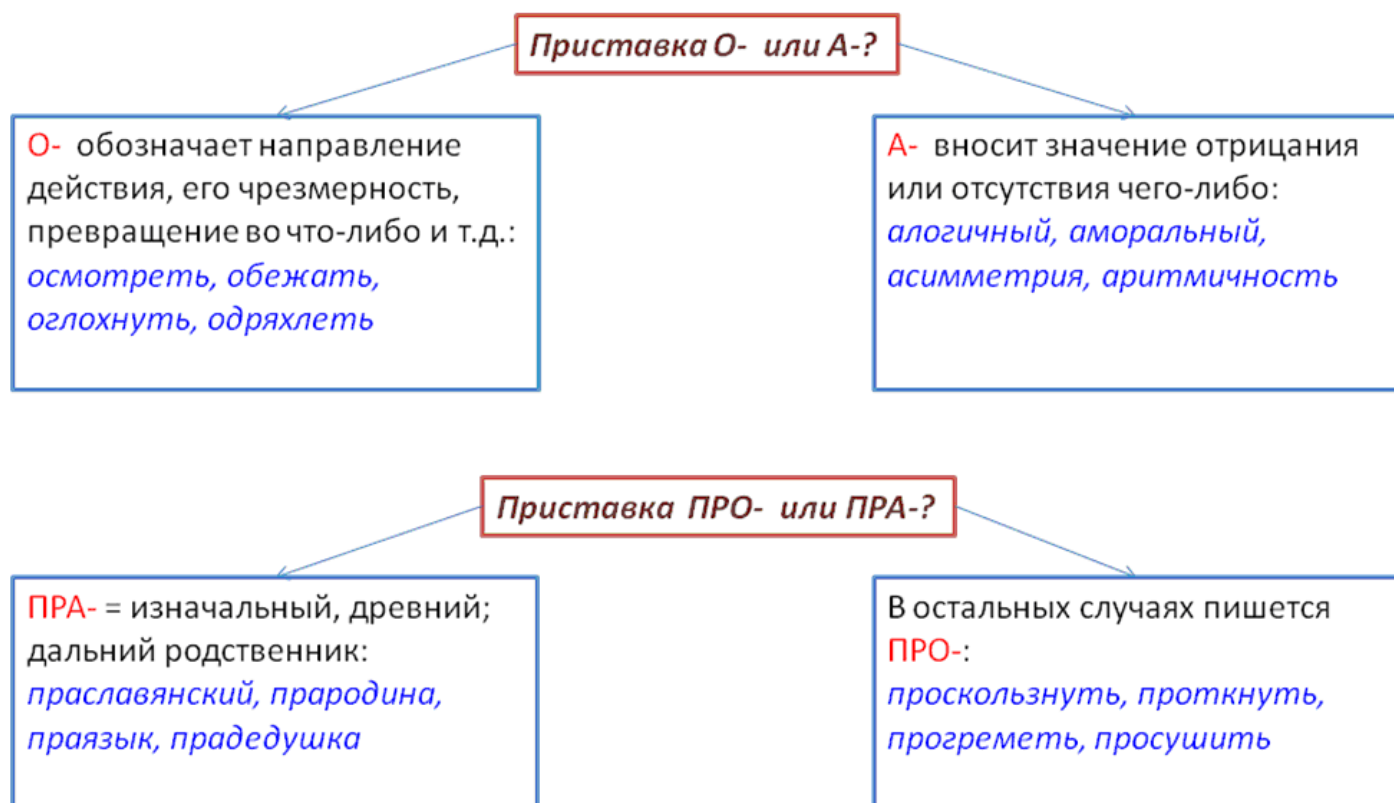 Приставка О- или А-?
О- обозначает направление
действия, его чрезмерность,
превращение во что-либо и т.д.:
осмотреть, обежать,
оглохнуть, одряхлеть
А- вносит значение отрицания
или отсутствия чего-либо:
алогичный, аморальный,
асимметрия, аритмичность
Приставка ПРО- или ПРА-?
ПРА- = изначальный, древний;
дальний родственник:
праславянский, прародина,
праязык, прадедушка
В остальных случаях пишется
ПРО-:
проскользнуть, проткнуть,
прогреметь, просушить